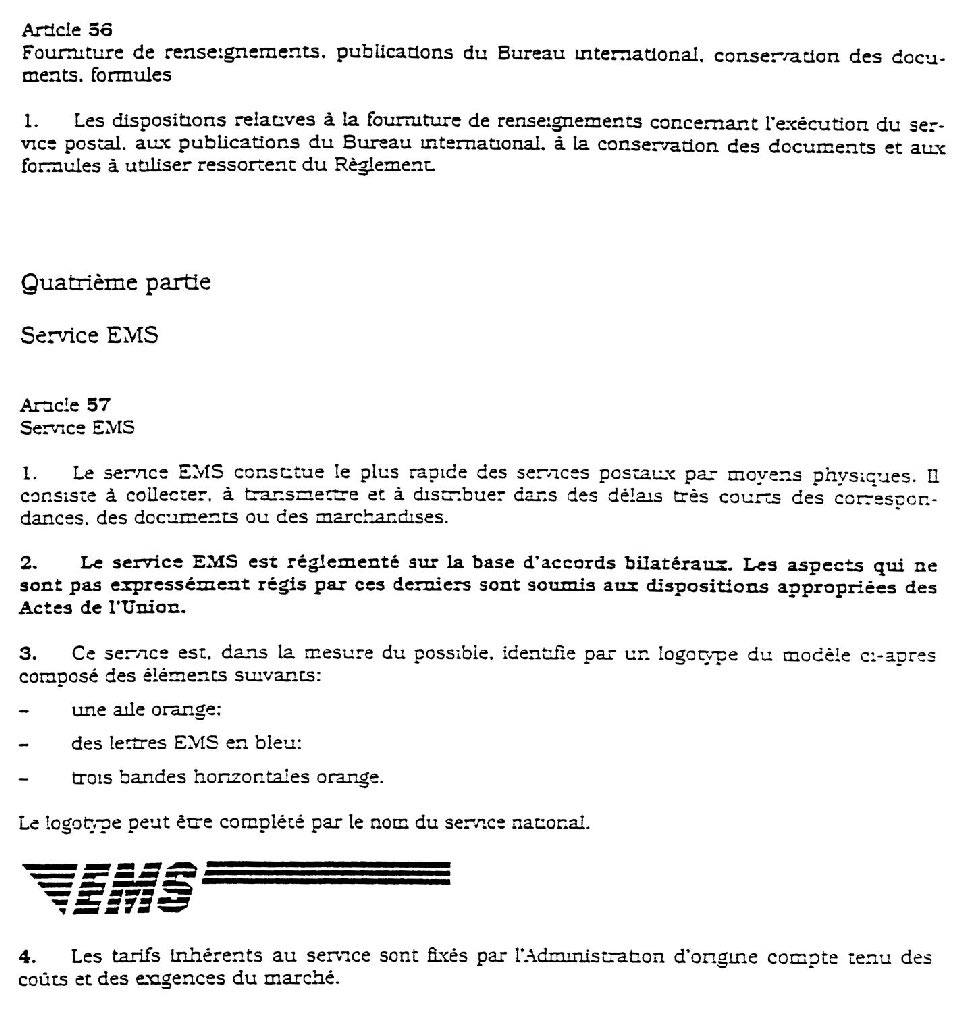 Article 56
Fourniture de renseignements, publications du Bureau international, conservation des docu-
ments, formules
1. Les dispositions relatives à la fourniture de renseignements concernant l'exécution du ser-
vice postal, aux publications du Bureau international, à la conservation des documents et aux
formules à utiliser ressortent du Règlement.
Quatrième partie
Service EMS
Article 57
Service EMS
1. Le service EMS constitue le plus rapide des services postaux par moyens physiques. Il
consiste à collecter, à transmettre et à distribuer dans des délais très courts des correspon-
dances, des documents ou des marchandises.
2. Le service EMS est réglementé sur la base d'accords bilatéraux. Les aspects qui ne
sont pas expressément régis par ces derniers sont soumis aux dispositions appropriées des
Actes de l'Union.
3. Ce service est, dans la mesure du possible, identifié par un logotype du modèle ci-après
composé des éléments suivants:
– une aile orange;
– des lettres EMS en bleu;
– trois bandes horizontales orange.
Le logotype peut être complété par le nom du service national.
EMS
4. Les tarifs inhérents au service sont fixés par l'Administration d'origine compte tenu des
coûts et des exigences du marché.